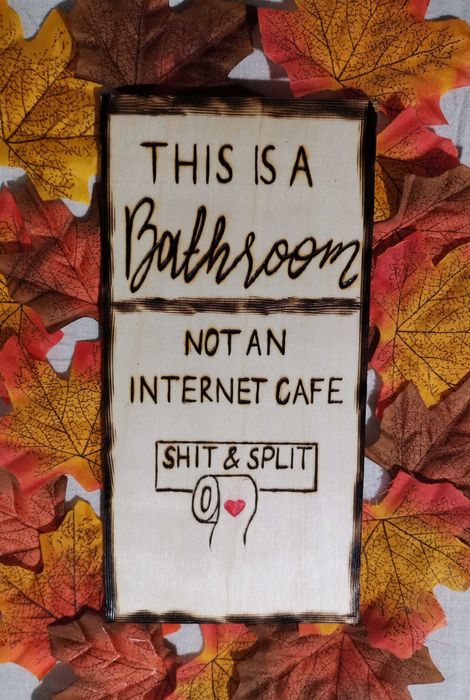 THIS IS A
Bathroom
NOT AN
INTERNET CAFE
SHIT & SPLIT